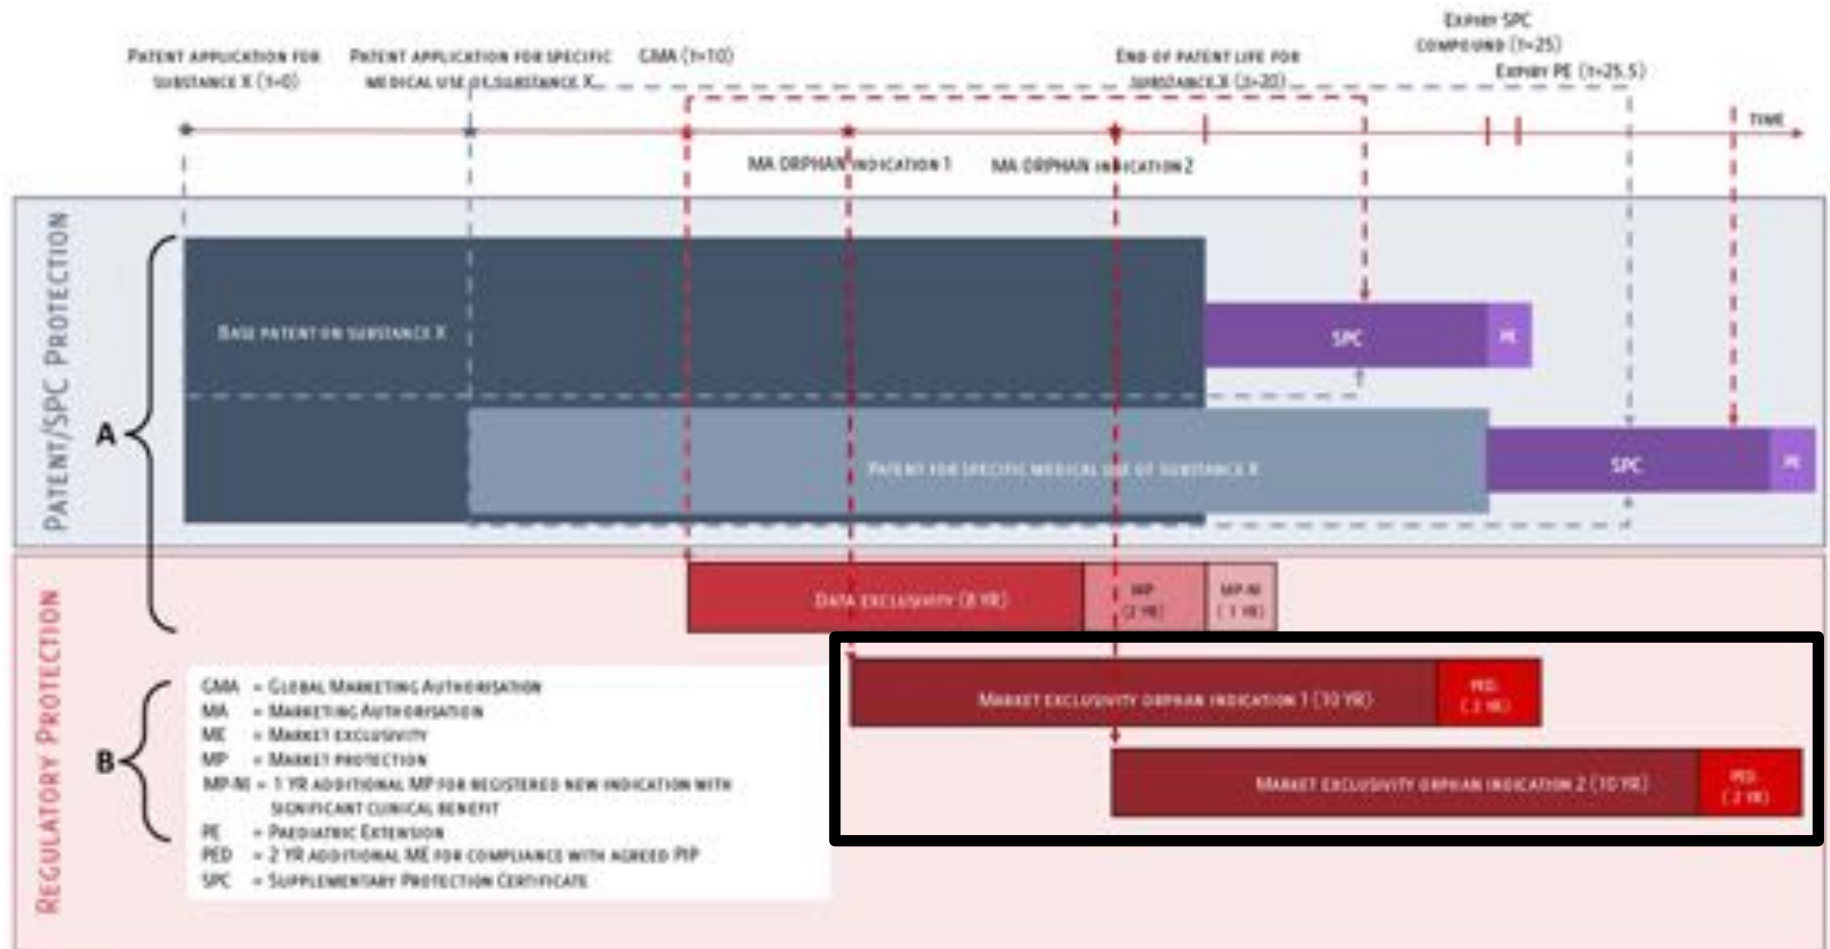 EXPIRY SPC
COMPOUND (T=25)
PATENT APPLICATION FOR
SUBSTANCE X (T=0)
PATENT APPLICATION FOR SPECIFIC
MEDICAL USE OF SUBSTANCE X
GMA (T=10)
END OF PATENT LIFE FOR
SUBSTANCE X (T=20)
EXPIRY PE (T=25.5)
TIME
MA ORPHAN INDICATION 1
MA ORPHAN INDICATION 2
PATENT/SPC PROTECTION
A
BASE PATENT ON SUBSTANCE X
SPC
PE
PATENT FOR SPECIFIC MEDICAL USE OF SUBSTANCE X
SPC
PE
REGULATORY PROTECTION
DATA EXCLUSIVITY (8 YR)
MP
(2 YR)
MP-NI
(1 YR)
MARKET EXCLUSIVITY ORPHAN INDICATION 1 (10 YR)
PED
(2 YR)
MARKET EXCLUSIVITY ORPHAN INDICATION 2 (10 YR)
PED
(2 YR)
B
GMA = GLOBAL MARKETING AUTHORISATION
MA = MARKETING AUTHORISATION
ME = MARKET EXCLUSIVITY
MP = MARKET PROTECTION
MP-NI = 1 YR ADDITIONAL MP FOR REGISTERED NEW INDICATION WITH
SIGNIFICANT CLINICAL BENEFIT
PE = PAEDIATRIC EXTENSION
PED = 2 YR ADDITIONAL ME FOR COMPLIANCE WITH AGREED PIP
SPC = SUPPLEMENTARY PROTECTION CERTIFICATE